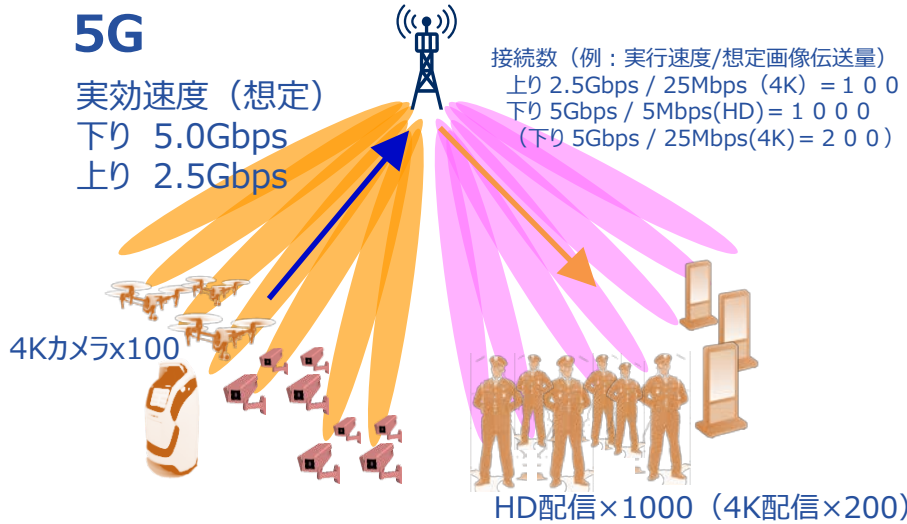 5G
実効速度（想定）
下り 5.0Gbps
上り 2.5Gbps
接続数（例：実行速度/想定画像伝送量）
上り 2.5Gbps / 25Mbps（4K）＝１００
下り 5Gbps / 5Mbps(HD)＝１０００
（下り 5Gbps / 25Mbps(4K)＝２００）
4Kカメラx100
HD配信×1000（4K配信×200）